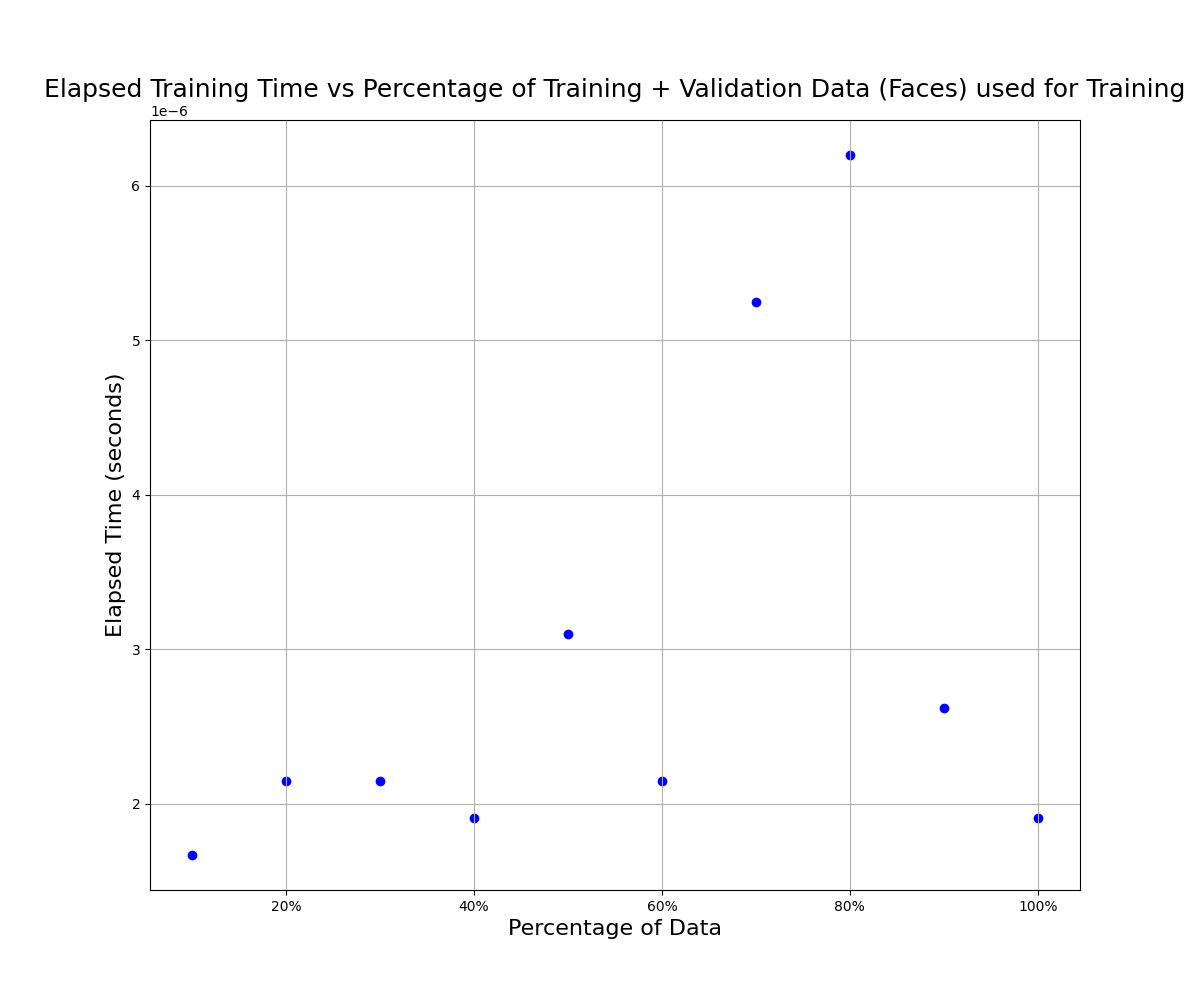 Elapsed Training Time vs Percentage of Training + Validation Data (Faces) used for Training
1e−6
6
5
4
3
2
Elapsed Time (seconds)
20% 40% 60% 80% 100%
Percentage of Data